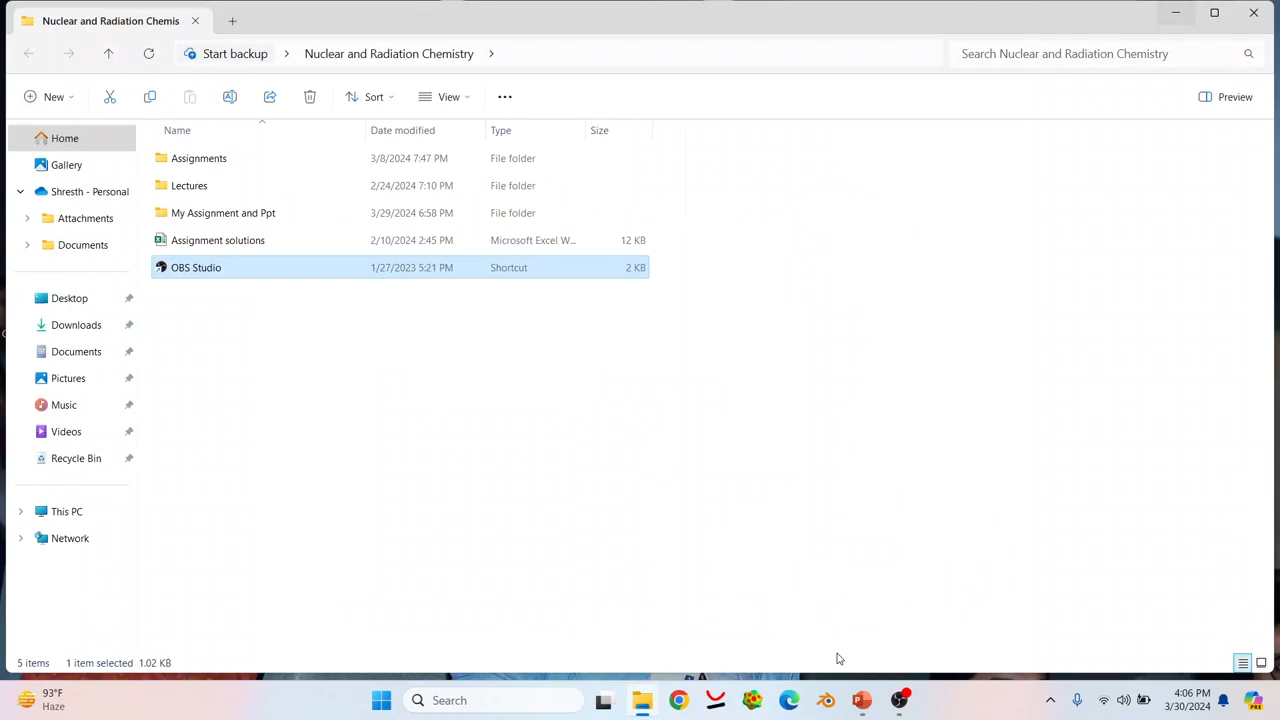 Nuclear and Radiation Chemis
Start backup > Nuclear and Radiation Chemistry >
Search Nuclear and Radiation Chemistry
New
Sort
View
Preview
Name Date modified Type Size
Assignments 3/8/2024 7:47 PM File folder
Lectures 2/24/2024 7:10 PM File folder
My Assignment and Ppt 3/29/2024 6:58 PM File folder
Assignment solutions 2/10/2024 2:45 PM Microsoft Excel W... 12 KB
OBS Studio 1/27/2023 5:21 PM Shortcut 2 KB
Home
Gallery
Shresth - Personal
Attachments
Documents
Desktop
Downloads
Documents
Pictures
Music
Videos
Recycle Bin
This PC
Network
5 items 1 item selected 1.02 KB
93°F
Haze
Search
4:06 PM
3/30/2024
PRE